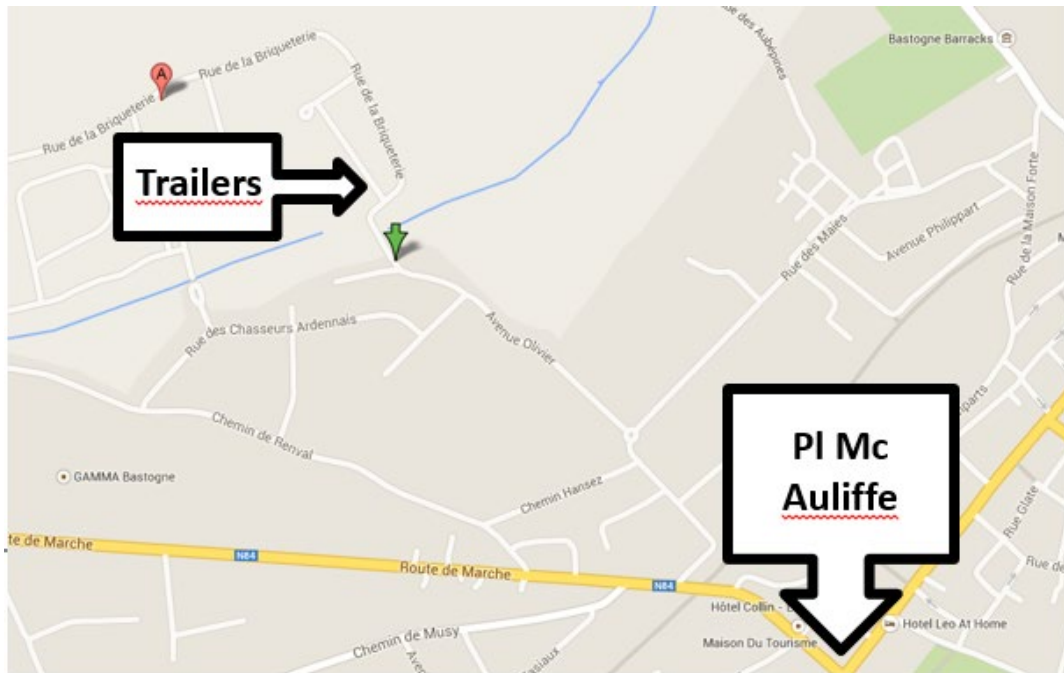 Rue des Aubépines
Bastogne Barracks
A
Rue de la Briqueterie
Rue de la Briqueterie
Rue de la Briqueterie
Trailers
Rue de la Maison Forte
Avenue Philippart
Rue des Maies
M
Rue des Chasseurs Ardennais
Avenue Olivier
Chemin de Renval
GAMMA Bastogne
Chemin Hansez
Pl Mc
Auliffe
Rue Glate
te de Marche
N84
Route de Marche
N84
Rue de
Hôtel Collin -
Hotel Leo At Home
Maison Du Tourisme
Chemin de Musy